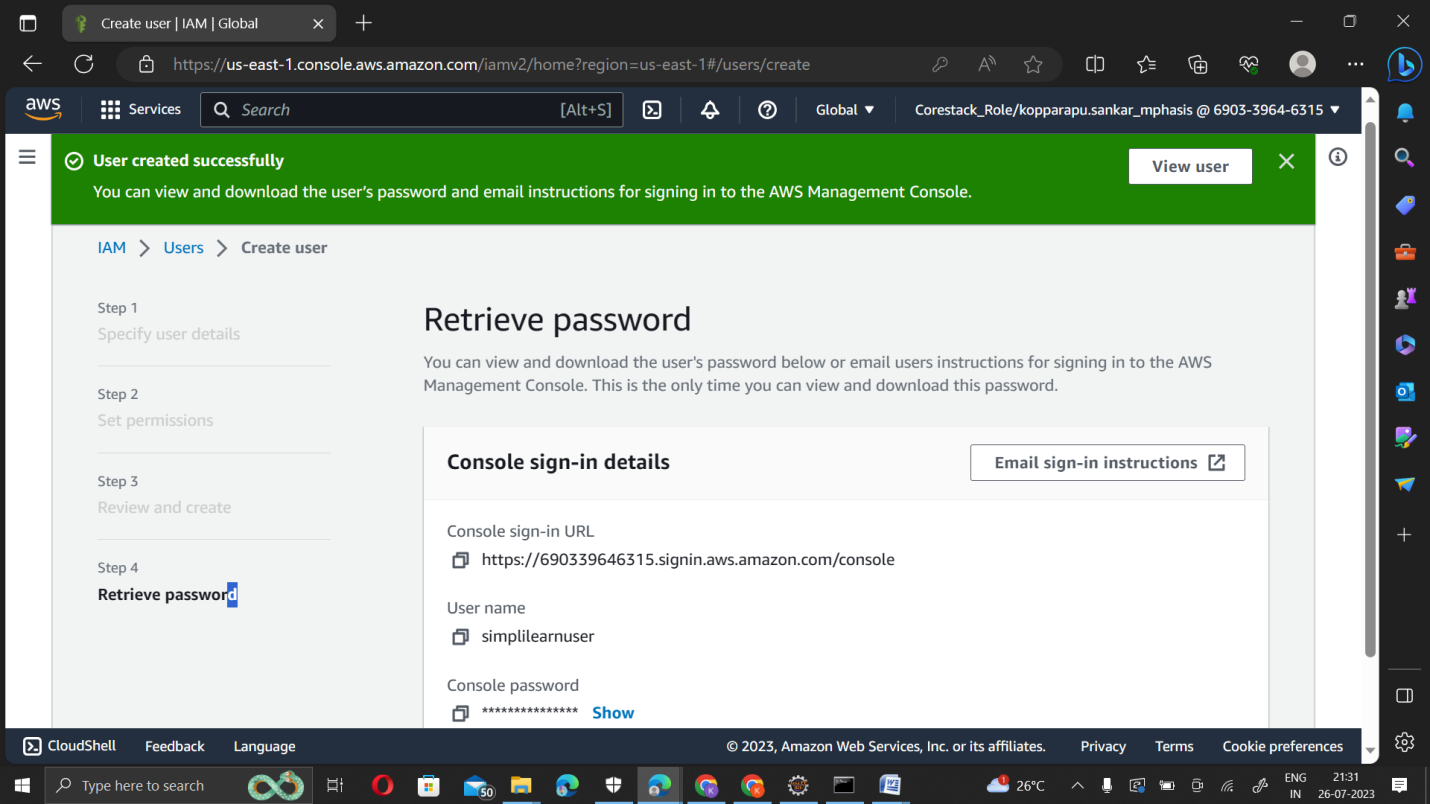 Create user | IAM | Global
https://us-east-1.console.aws.amazon.com/iamv2/home?region=us-east-1#/users/create
aws
Services
Search
[Alt+S]
Global
Corestack_Role/kopparapu.sankar_mphasis @ 6903-3964-6315
User created successfully
You can view and download the user's password and email instructions for signing in to the AWS Management Console.
View user
IAM > Users > Create user
Step 1
Specify user details
Step 2
Set permissions
Step 3
Review and create
Step 4
Retrieve password
Retrieve password
You can view and download the user's password below or email users instructions for signing in to the AWS
Management Console. This is the only time you can view and download this password.
Console sign-in details
Email sign-in instructions
Console sign-in URL
https://690339646315.signin.aws.amazon.com/console
User name
simplilearnuser
Console password
*************** Show
CloudShell
Feedback
Language
© 2023, Amazon Web Services, Inc. or its affiliates.
Privacy
Terms
Cookie preferences
Type here to search
50
1
26°C
ENG
IN
21:31
26-07-2023